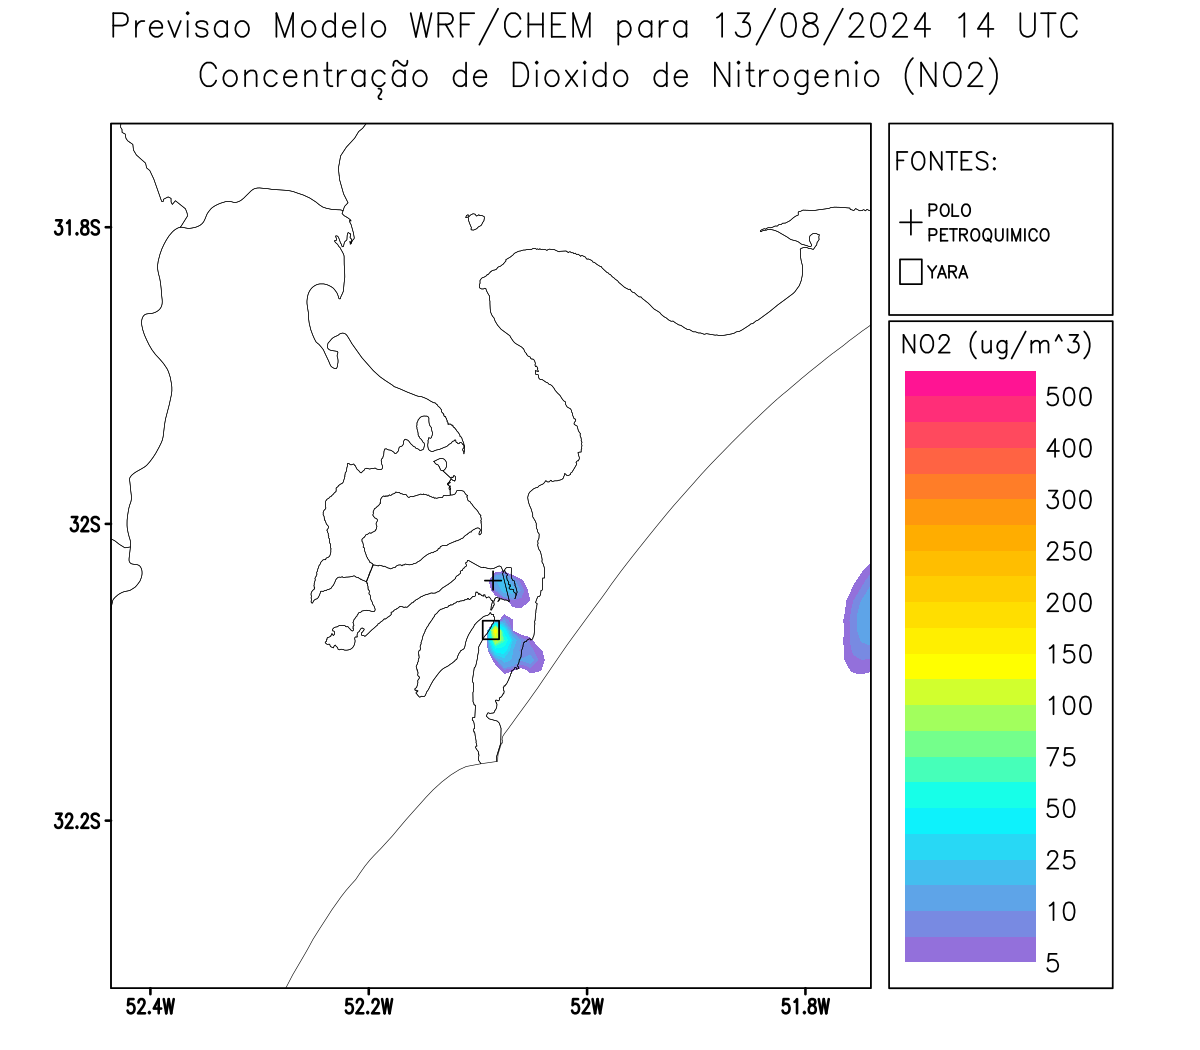 Previsao Modelo WRF/CHEM para 13/08/2024 14 UTC
Concentração de Dioxido de Nitrogenio (NO2)
FONTES:
POLO
PETROQUIMICO
YARA
NO2 (ug/m^3)
500
400
300
250
200
150
100
75
50
25
10
5
31.8S
32S
32.2S
52.4W
52.2W
52W
51.8W